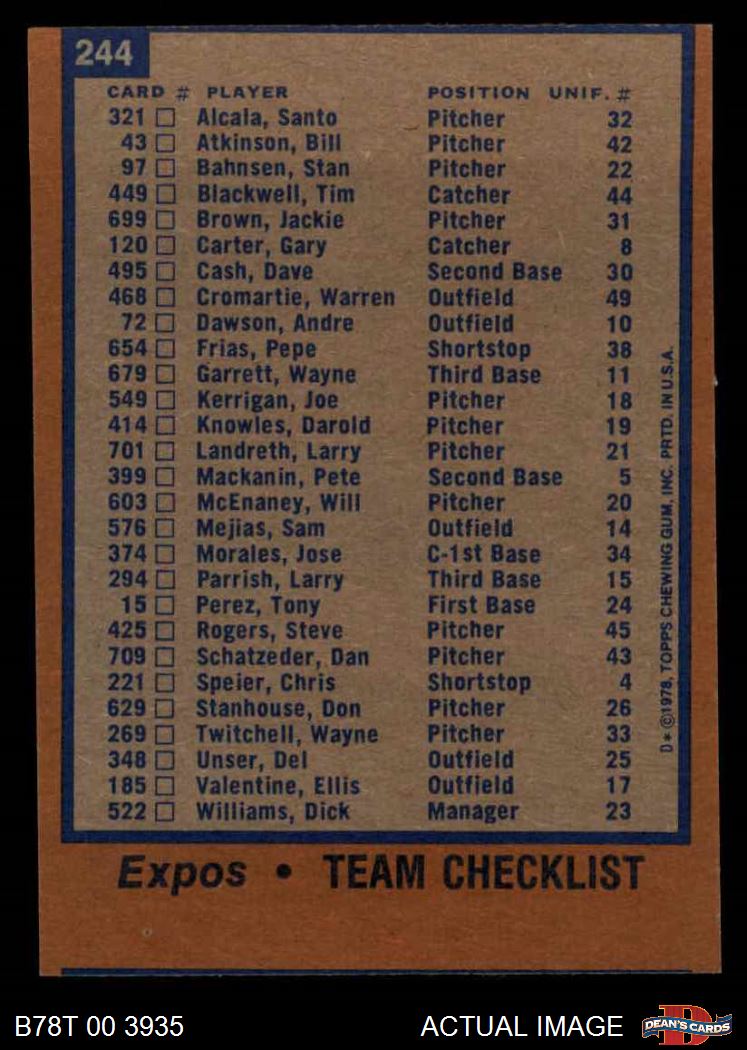 244
CARD # PLAYER POSITION UNIF. #
321 Alcala, Santo Pitcher 32
43 Atkinson, Bill Pitcher 42
97 Bahnsen, Stan Pitcher 22
449 Blackwell, Tim Catcher 44
699 Brown, Jackie Pitcher 31
120 Carter, Gary Catcher 8
495 Cash, Dave Second Base 30
468 Cromartie, Warren Outfield 49
72 Dawson, Andre Outfield 10
654 Frias, Pepe Shortstop 38
679 Garrett, Wayne Third Base 11
549 Kerrigan, Joe Pitcher 18
414 Knowles, Darold Pitcher 19
701 Landreth, Larry Pitcher 21
399 Mackanin, Pete Second Base 5
603 McEnaney, Will Pitcher 20
576 Mejias, Sam Outfield 14
374 Morales, Jose C-1st Base 34
294 Parrish, Larry Third Base 15
15 Perez, Tony First Base 24
425 Rogers, Steve Pitcher 45
709 Schatzeder, Dan Pitcher 43
221 Speier, Chris Shortstop 4
629 Stanhouse, Don Pitcher 26
269 Twitchell, Wayne Pitcher 33
348 Unser, Del Outfield 25
185 Valentine, Ellis Outfield 17
522 Williams, Dick Manager 23
D* ©1978, TOPPS CHEWING GUM, INC. PRTD. IN U.S.A.
Expos • TEAM CHECKLIST
B78T 00 3935 ACTUAL IMAGE
D
DEAN'S CARDS